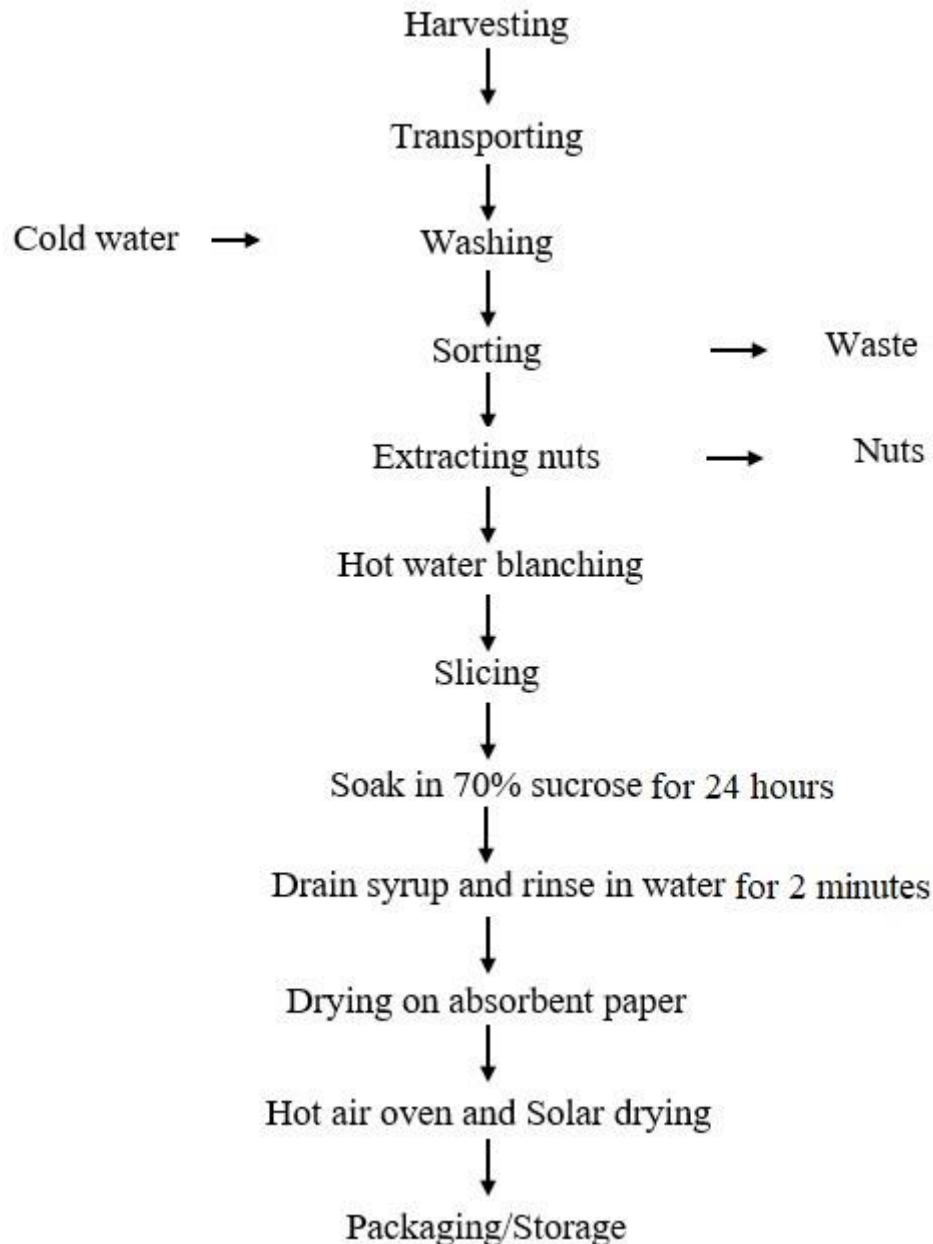 Harvesting
Transporting
Cold water → Washing
Sorting → Waste
Extracting nuts → Nuts
Hot water blanching
Slicing
Soak in 70% sucrose for 24 hours
Drain syrup and rinse in water for 2 minutes
Drying on absorbent paper
Hot air oven and Solar drying
Packaging/Storage